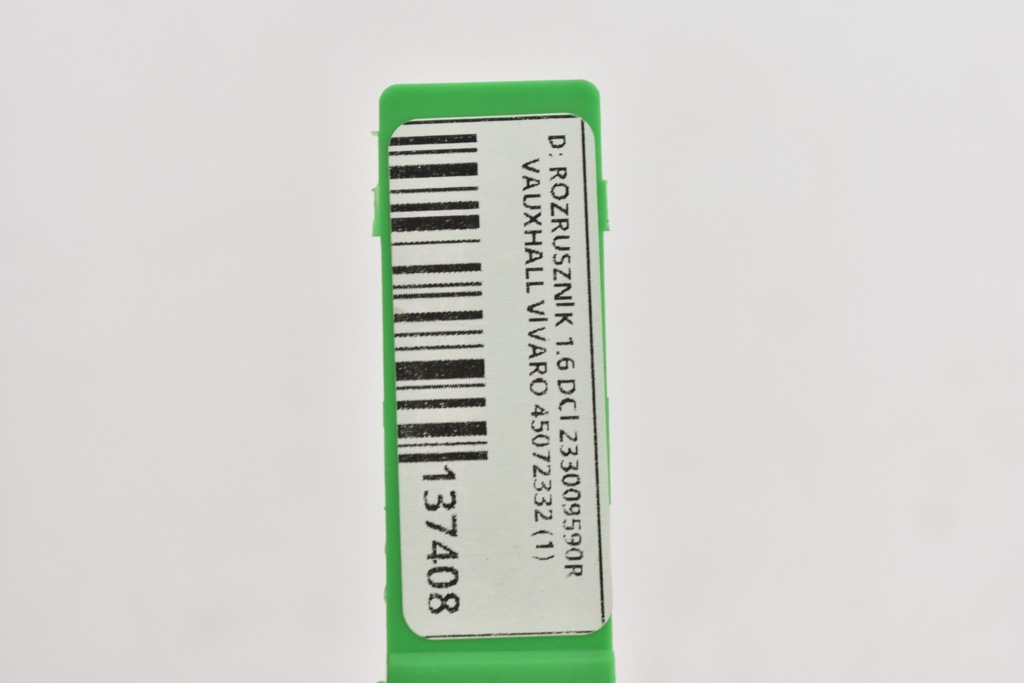 D: ROZRUSZNIK 1.6 DCI 233009590R
VAUXHALL VIVARO 45072332 (1)
137408